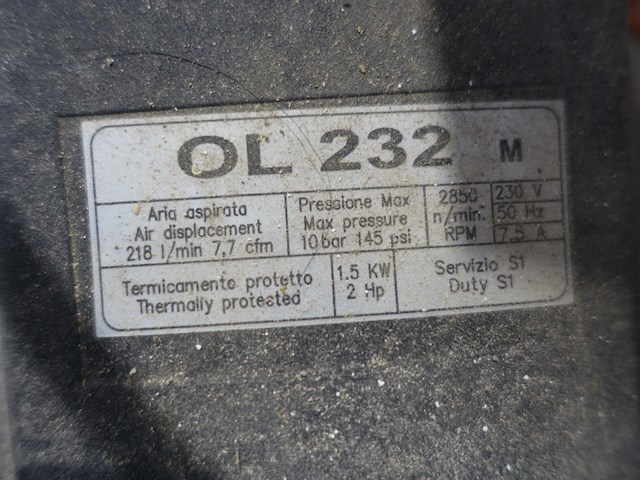 OL 232 M
Aria aspirata
Air displacement
218 l/min 7,7 cfm
Pressione Max
Max pressure
10 bar 145 psi
2850
n/min.
RPM
230 V
50 Hz
7.5 A
Termicamento protetto
Thermally protected
1.5 KW
2 Hp
Servizio S1
Duty S1